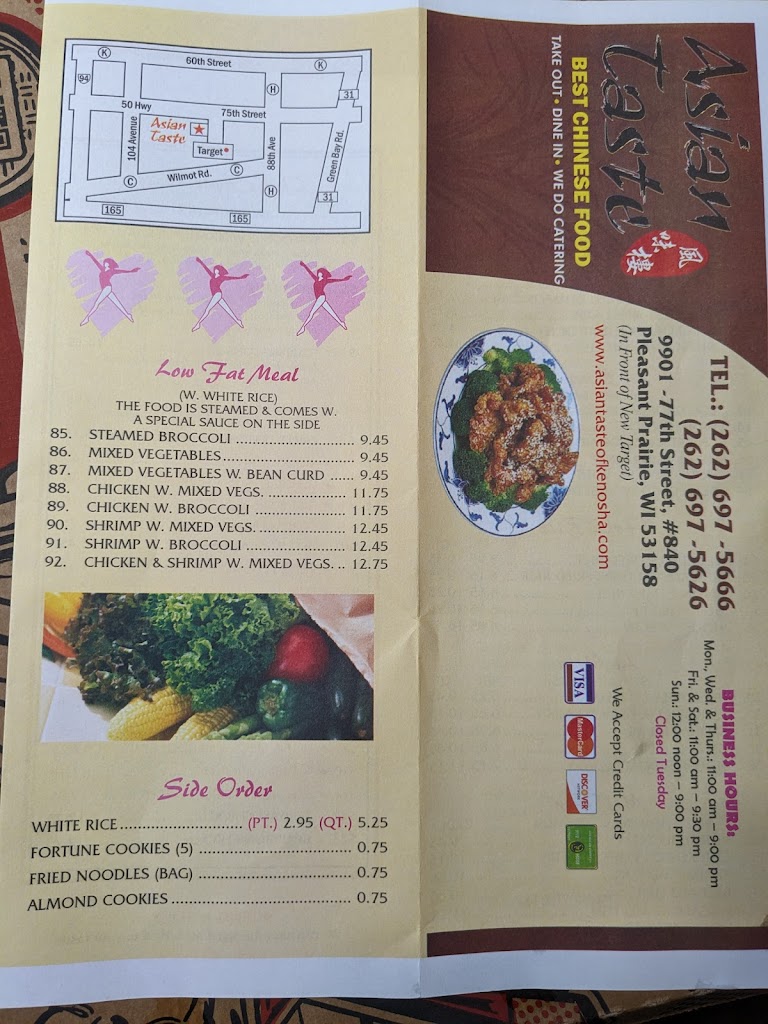 K
60th Street
K
94
H
31
50 Hwy
75th Street
Asian
Taste
104 Avenue
Target
88th Ave
Green Bay Rd.
C
Wilmot Rd.
C
H
31
165
165
Low Fat Meal
(W. WHITE RICE)
THE FOOD IS STEAMED & COMES W.
A SPECIAL SAUCE ON THE SIDE
85. STEAMED BROCCOLI ........................ 9.45
86. MIXED VEGETABLES........................... 9.45
87. MIXED VEGETABLES W. BEAN CURD ...... 9.45
88. CHICKEN W. MIXED VEGS. .................. 11.75
89. CHICKEN W. BROCCOLI ..................... 11.75
90. SHRIMP W. MIXED VEGS. ................... 12.45
91. SHRIMP W. BROCCOLI ...................... 12.45
92. CHICKEN & SHRIMP W. MIXED VEGS. .. 12.75
Side Order
WHITE RICE.......................... (PT.) 2.95 (QT.) 5.25
FORTUNE COOKIES (5) ................................. 0.75
FRIED NOODLES (BAG) ................................. 0.75
ALMOND COOKIES...................................... 0.75
Asian
Taste
風味樓
BEST CHINESE FOOD
TAKE OUT • DINE IN • WE DO CATERING
TEL.: (262) 697 -5666
(262) 697 -5626
9901 -77th Street, #840
Pleasant Prairie, WI 53158
(In Front of New Target)
www.asiantasteofkenosha.com
BUSINESS HOURS:
Mon., Wed. & Thurs.: 11:00 am – 9:00 pm
Fri. & Sat.: 11:00 am – 9:30 pm
Sun.: 12:00 noon – 9:00 pm
Closed Tuesday
We Accept Credit Cards
VISA
MasterCard
DISCOVER